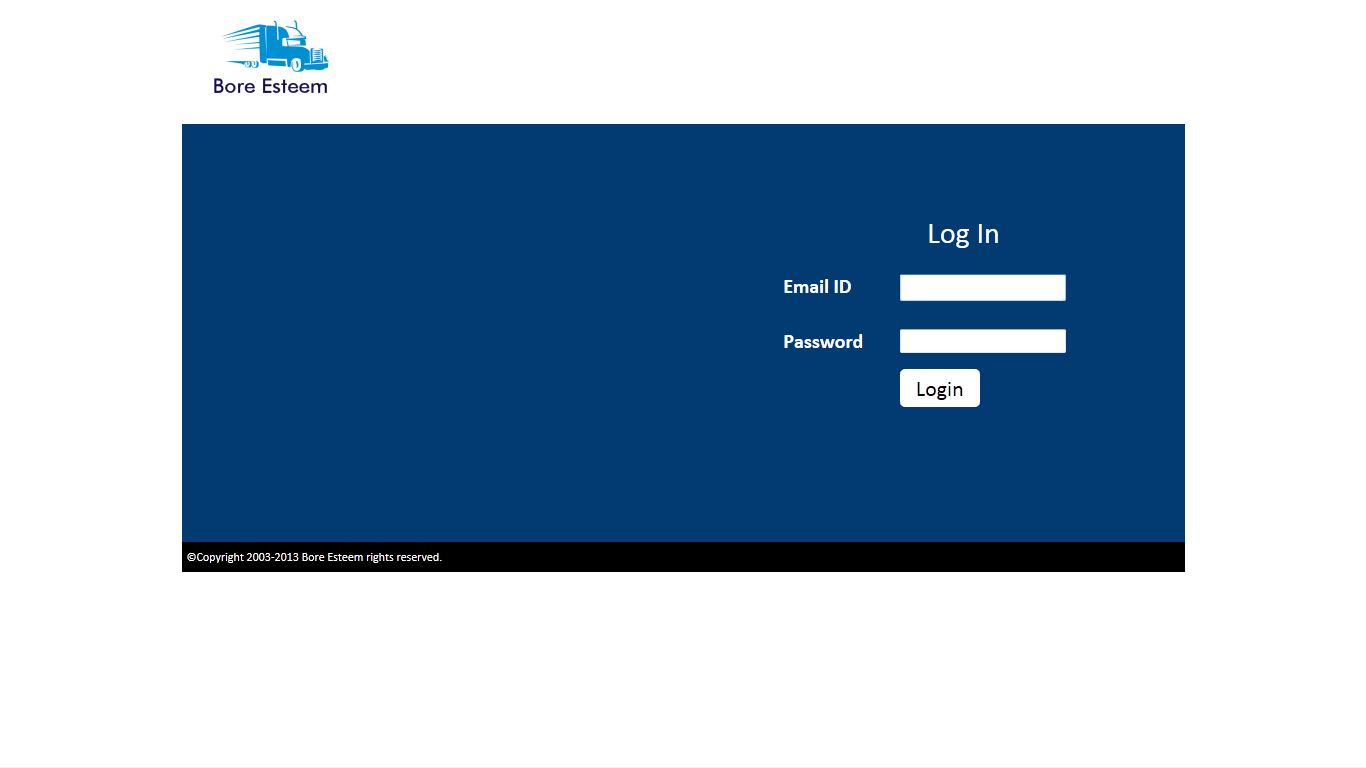 Bore Esteem
Log In
Email ID
Password
Login
©Copyright 2003-2013 Bore Esteem rights reserved.